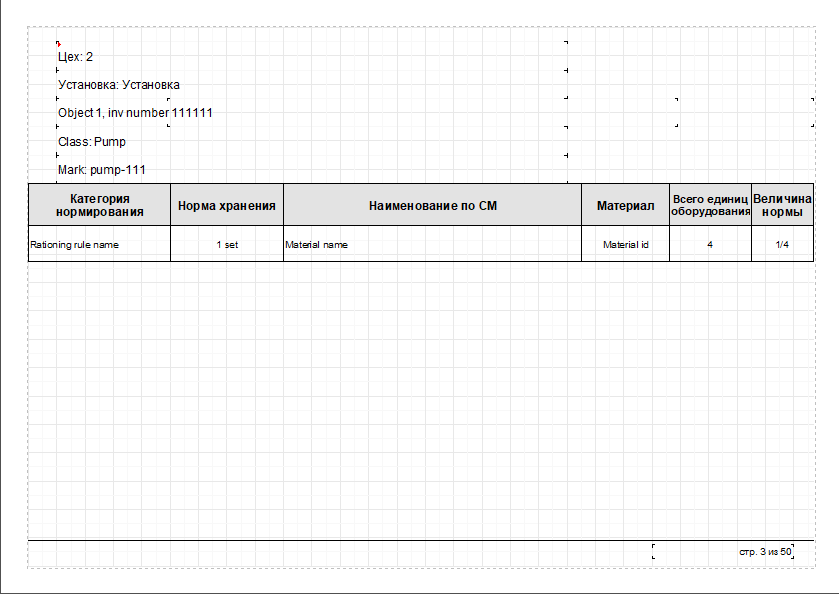 Цех: 2
Установка: Установка
Object 1, inv number 111111
Class: Pump
Mark: pump-111
Категория нормирования Норма хранения Наименование по СМ Материал Всего единиц оборудования Величина нормы
Rationing rule name 1 set Material name Material id 4 1/4
стр. 3 из 50